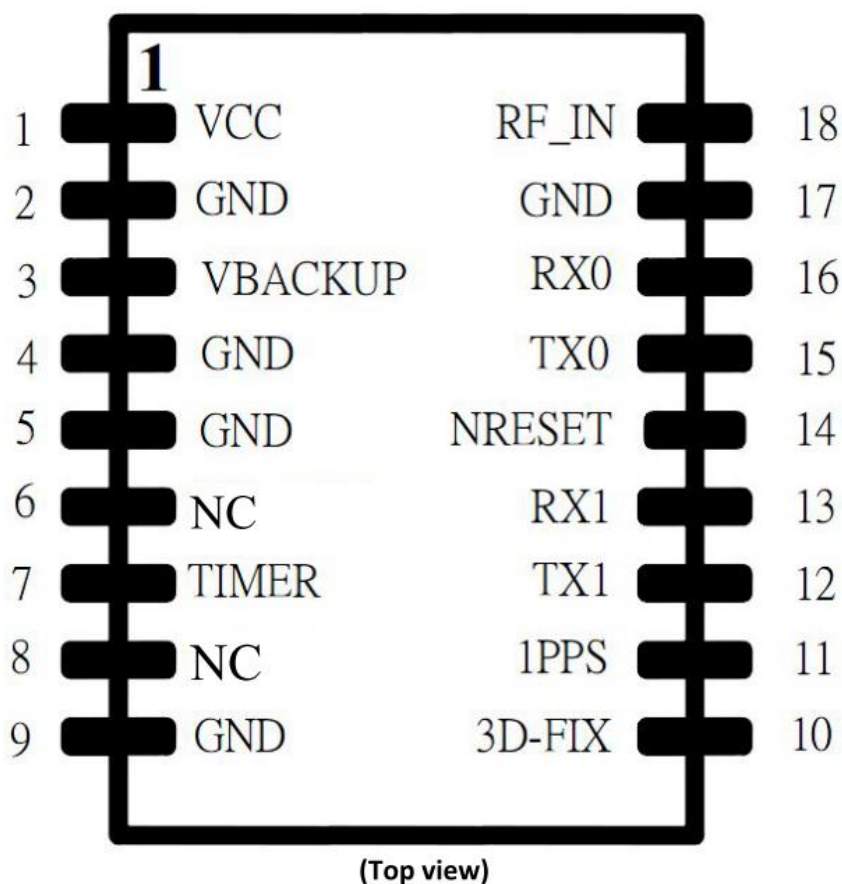 1
1 VCC RF_IN 18
2 GND GND 17
3 VBACKUP RX0 16
4 GND TX0 15
5 GND NRESET 14
6 NC RX1 13
7 TIMER TX1 12
8 NC 1PPS 11
9 GND 3D-FIX 10
(Top view)